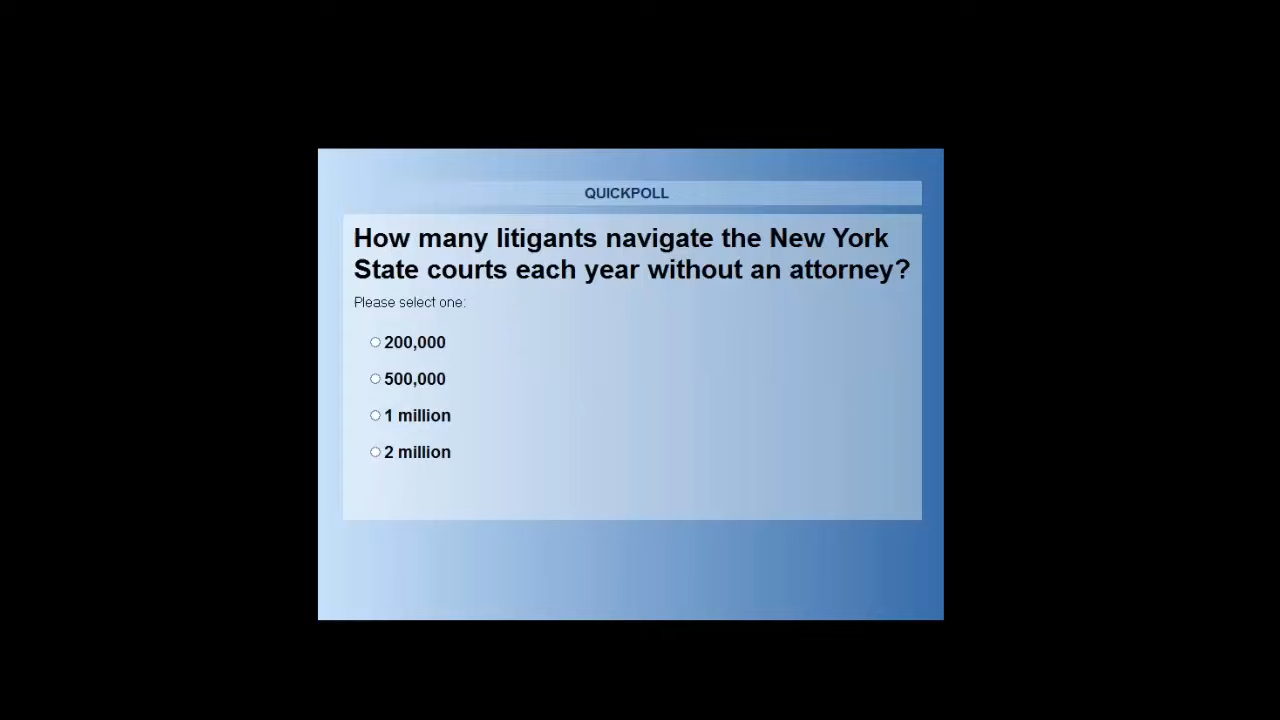 QUICKPOLL
How many litigants navigate the New York
State courts each year without an attorney?
Please select one:
200,000
500,000
1 million
2 million